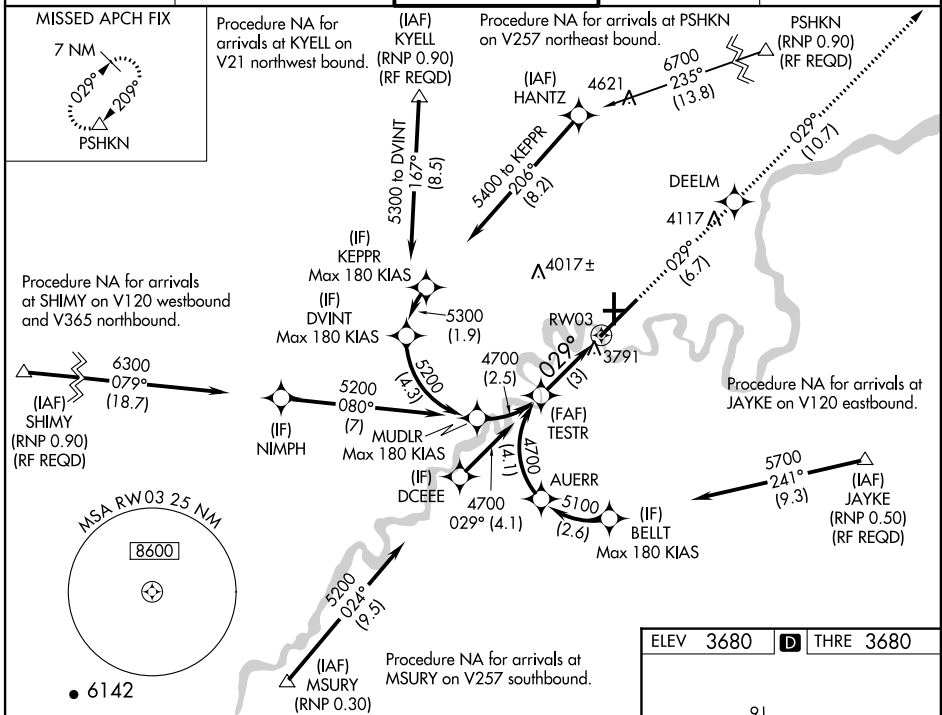 MISSED APCH FIX
7 NM
029°
209°
PSHKN
Procedure NA for
arrivals at KYELL on
V21 northwest bound.
(IAF)
KYELL
(RNP 0.90)
(RF REQD)
Procedure NA for arrivals at PSHKN
on V257 northeast bound.
PSHKN
(RNP 0.90)
(RF REQD)
6700
235°
(13.8)
(IAF)
HANTZ
4621
029°
(10.7)
5300 to DVINT
167°
(8.5)
5400 to KEPPR
206°
(8.2)
DEELM
4117
029°
(6.7)
(IF)
KEPPR
Max 180 KIAS
4017±
Procedure NA for arrivals
at SHIMY on V120 westbound
and V365 northbound.
(IF)
DVINT
Max 180 KIAS
5300
(1.9)
RW03
3791
5200
(4.3)
4700
(2.5)
029°
(3)
6300
079°
(18.7)
(IAF)
SHIMY
(RNP 0.90)
(RF REQD)
5200
080°
(7)
(IF)
NIMPH
MUDLR
Max 180 KIAS
(FAF)
TESTR
Procedure NA for arrivals at
JAYKE on V120 eastbound.
(IF)
DCEEE
4700
029° (4.1)
4700
(4.1)
AUERR
5100
(2.6)
(IF)
BELLT
Max 180 KIAS
5700
241°
(9.3)
(IAF)
JAYKE
(RNP 0.50)
(RF REQD)
MSA RW03 25 NM
8600
5200
024°
(9.5)
(IAF)
MSURY
(RNP 0.30)
Procedure NA for arrivals at
MSURY on V257 southbound.
6142
ELEV 3680 D THRE 3680